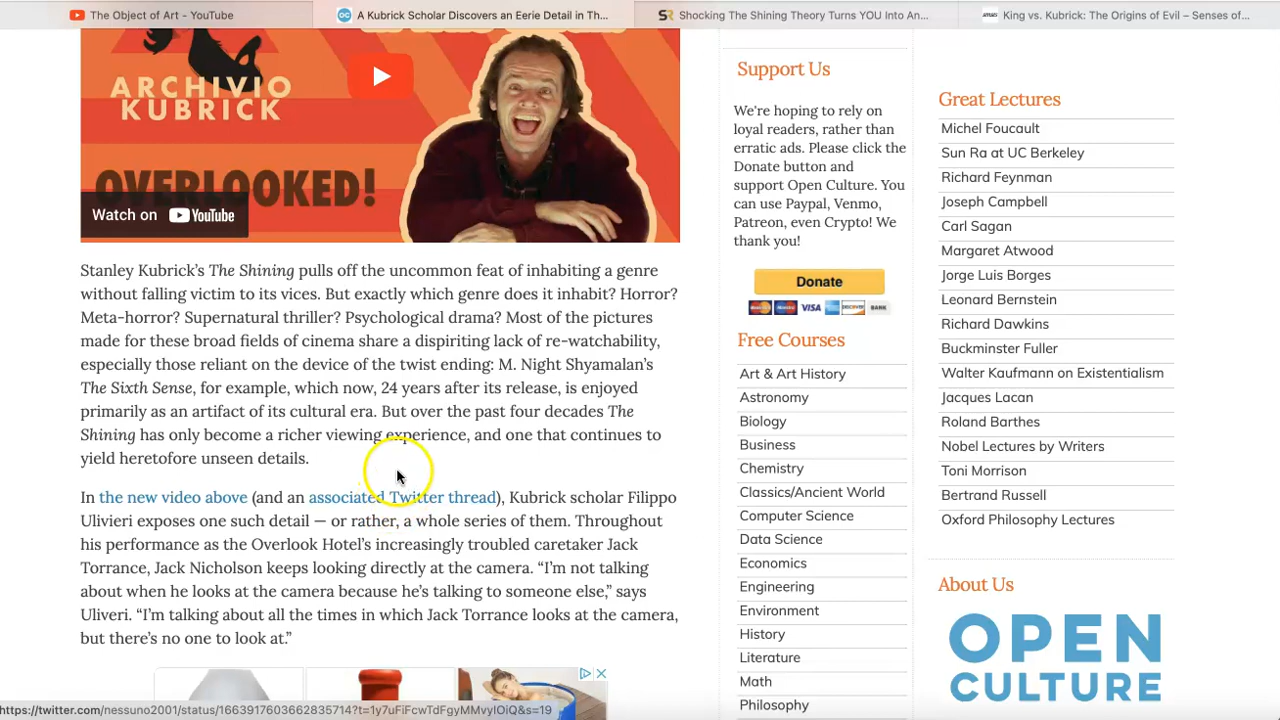 The Object of Art - YouTube
A Kubrick Scholar Discovers an Eerie Detail in Th...
Shocking The Shining Theory Turns YOU Into An...
King vs. Kubrick: The Origins of Evil – Senses of...
ARCHIVIO
KUBRICK
OVERLOOKED!
Watch on YouTube
Stanley Kubrick's The Shining pulls off the uncommon feat of inhabiting a genre
without falling victim to its vices. But exactly which genre does it inhabit? Horror?
Meta-horror? Supernatural thriller? Psychological drama? Most of the pictures
made for these broad fields of cinema share a dispiriting lack of re-watchability,
especially those reliant on the device of the twist ending: M. Night Shyamalan's
The Sixth Sense, for example, which now, 24 years after its release, is enjoyed
primarily as an artifact of its cultural era. But over the past four decades The
Shining has only become a richer viewing experience, and one that continues to
yield heretofore unseen details.
In the new video above (and an associated Twitter thread), Kubrick scholar Filippo
Ulivieri exposes one such detail — or rather, a whole series of them. Throughout
his performance as the Overlook Hotel's increasingly troubled caretaker Jack
Torrance, Jack Nicholson keeps looking directly at the camera. “I'm not talking
about when he looks at the camera because he's talking to someone else,” says
Uliveri. “I'm talking about all the times in which Jack Torrance looks at the camera,
but there's no one to look at.”
https://twitter.com/nessuno2001/status/1663917603662835714?t=1y7uFiFcwTdFgyMMvyIOiQ&s=19
Support Us
We're hoping to rely on
loyal readers, rather than
erratic ads. Please click the
Donate button and
support Open Culture. You
can use Paypal, Venmo,
Patreon, even Crypto! We
thank you!
Donate
VISA
BANK
Free Courses
Art & Art History
Astronomy
Biology
Business
Chemistry
Classics/Ancient World
Computer Science
Data Science
Economics
Engineering
Environment
History
Literature
Math
Philosophy
Great Lectures
Michel Foucault
Sun Ra at UC Berkeley
Richard Feynman
Joseph Campbell
Carl Sagan
Margaret Atwood
Jorge Luis Borges
Leonard Bernstein
Richard Dawkins
Buckminster Fuller
Walter Kaufmann on Existentialism
Jacques Lacan
Roland Barthes
Nobel Lectures by Writers
Toni Morrison
Bertrand Russell
Oxford Philosophy Lectures
About Us
OPEN
CULTURE